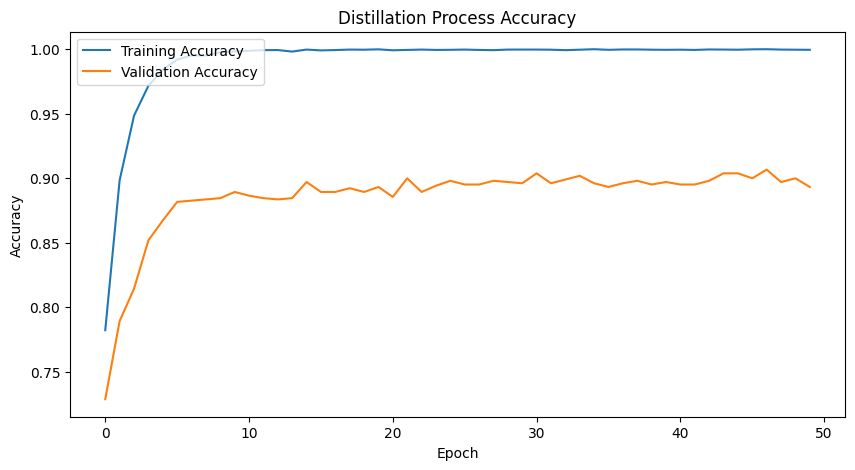 Distillation Process Accuracy
Training Accuracy
Validation Accuracy
Accuracy
1.00
0.95
0.90
0.85
0.80
0.75
0
10
20
30
40
50
Epoch